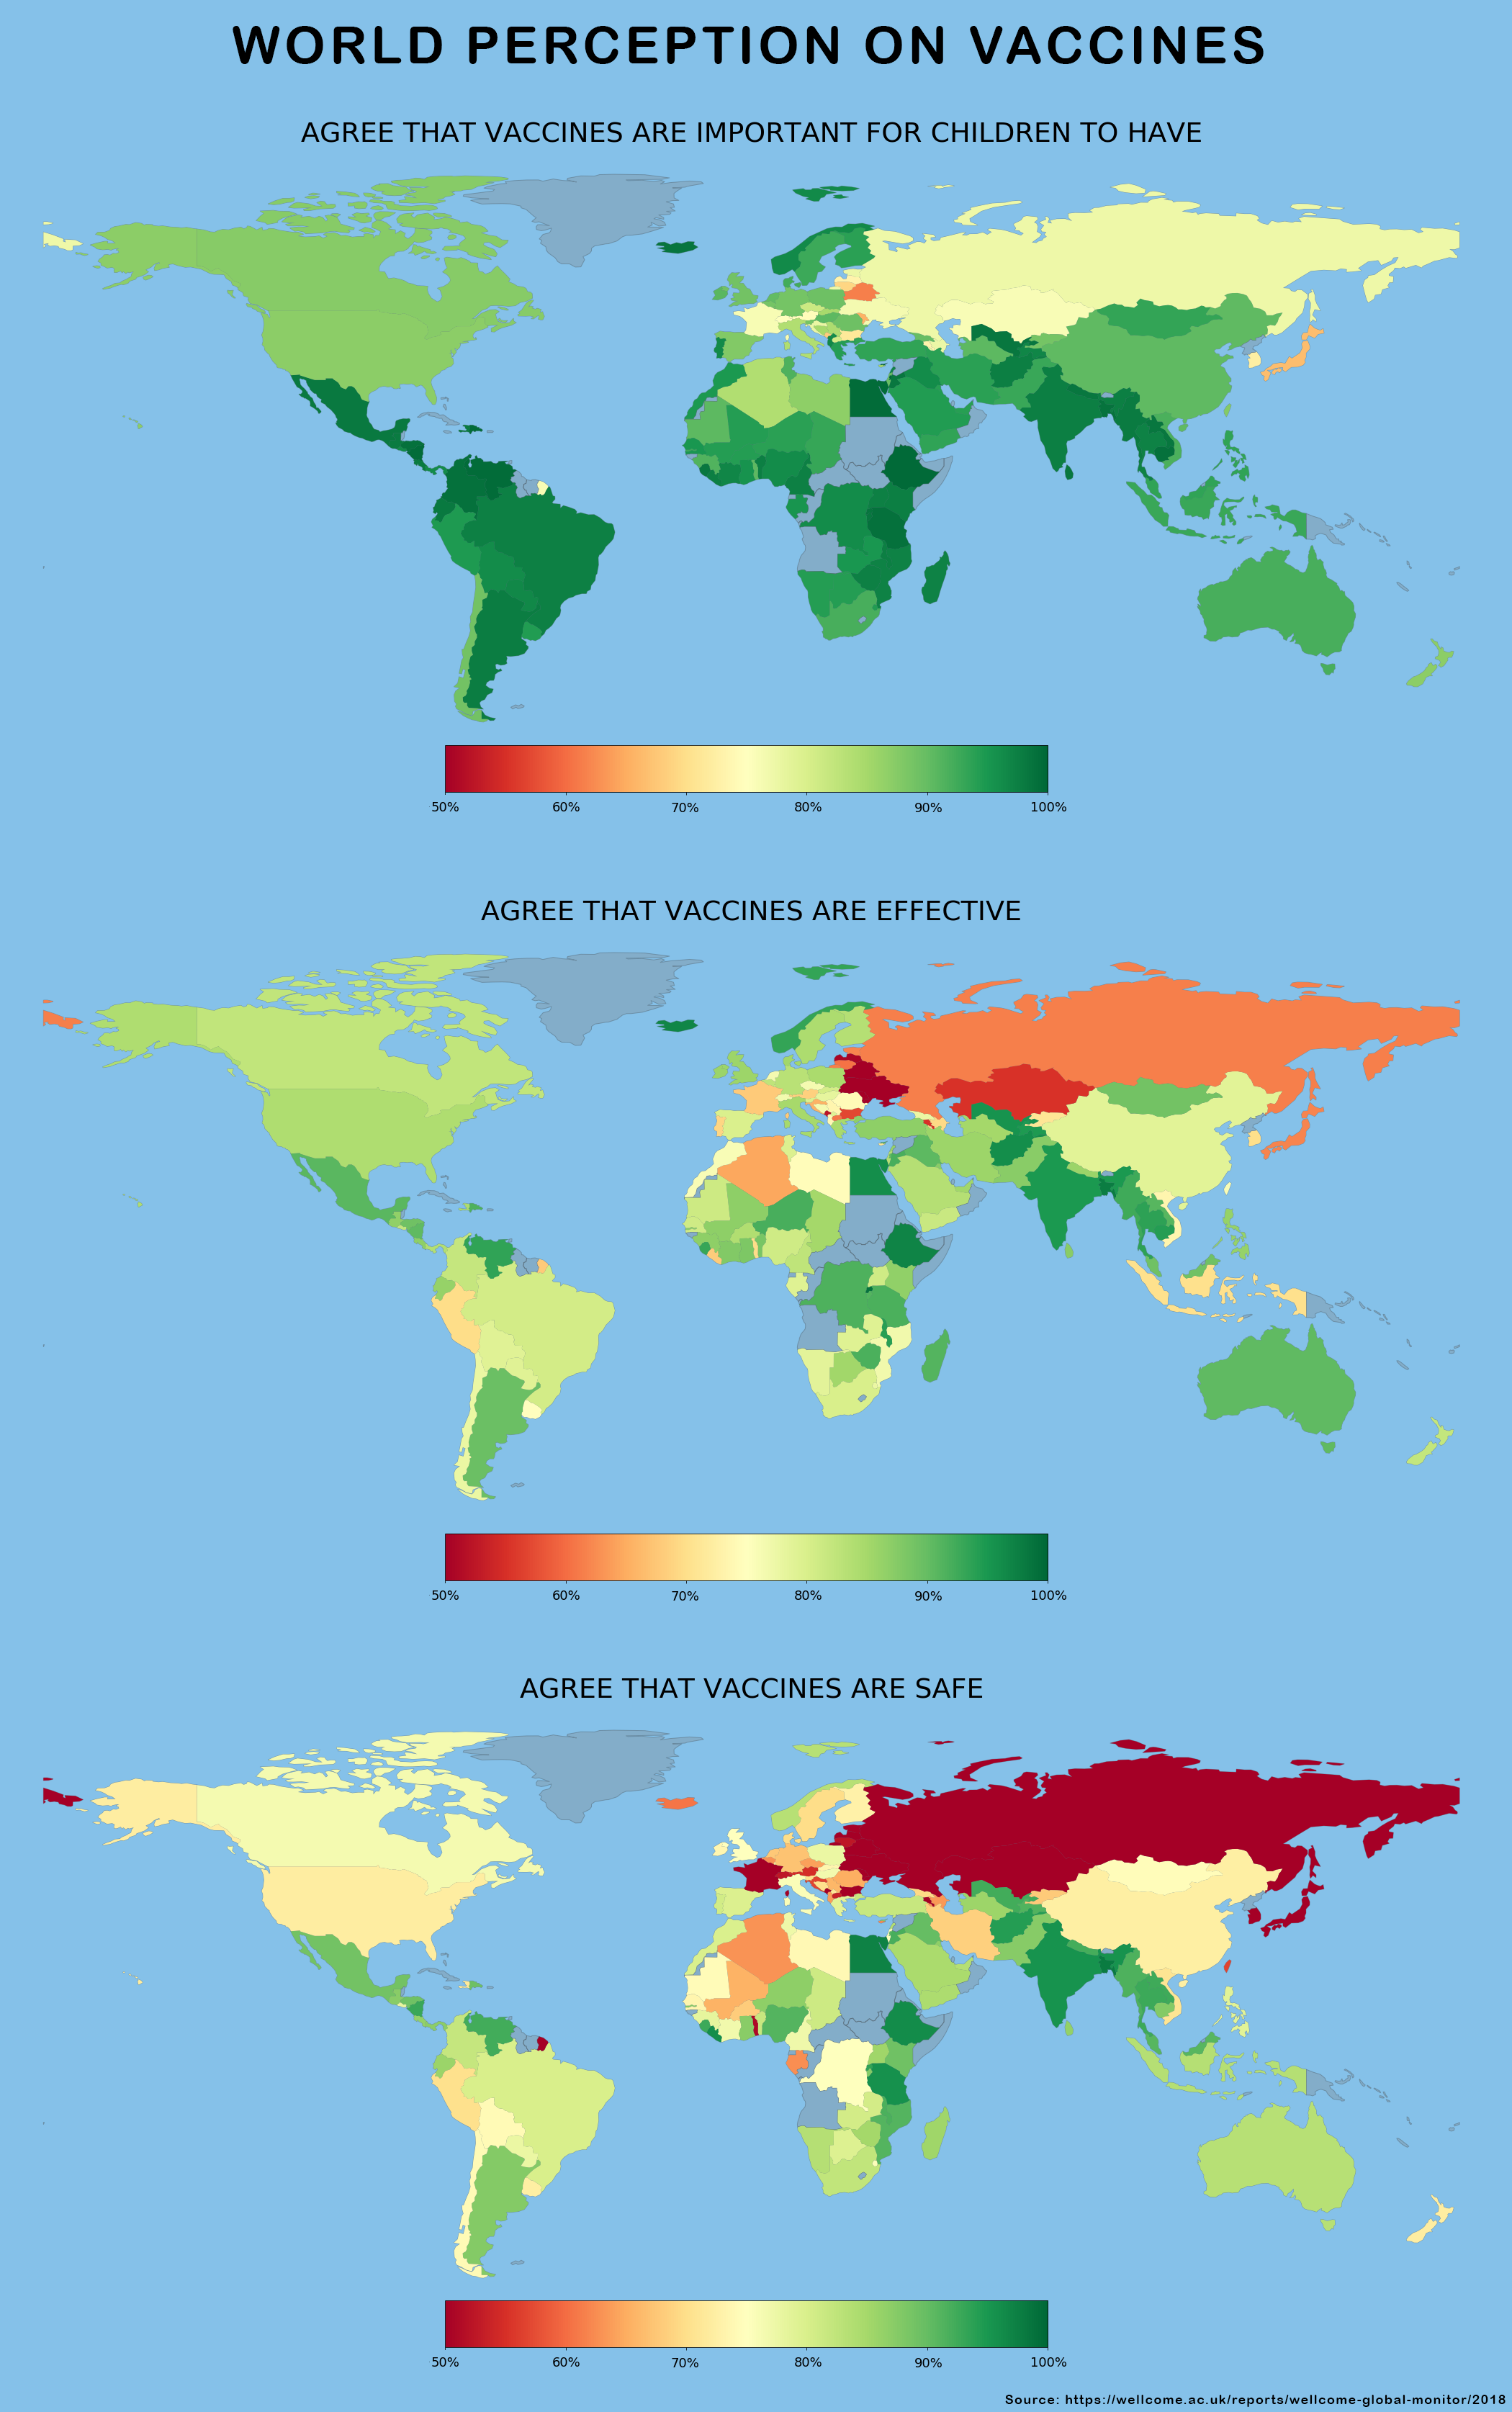 WORLD PERCEPTION ON VACCINES
AGREE THAT VACCINES ARE IMPORTANT FOR CHILDREN TO HAVE
50% 60% 70% 80% 90% 100%
AGREE THAT VACCINES ARE EFFECTIVE
50% 60% 70% 80% 90% 100%
AGREE THAT VACCINES ARE SAFE
50% 60% 70% 80% 90% 100%
Source: https://wellcome.ac.uk/reports/wellcome-global-monitor/2018